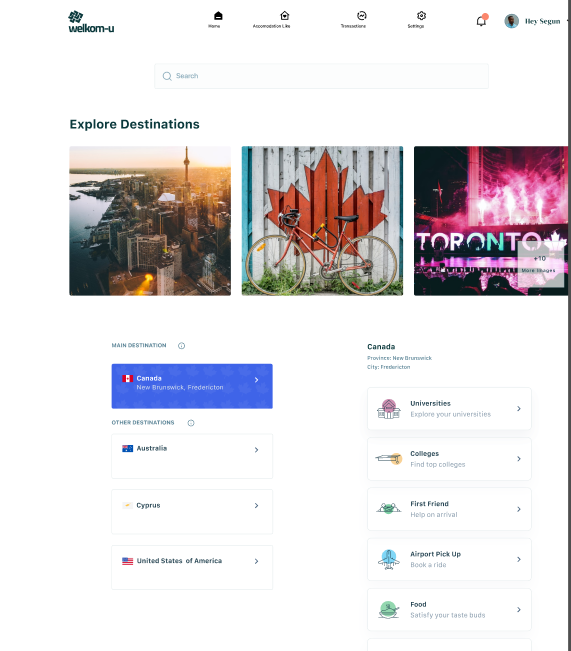 welkom-u
Home
Accomodation Like
Transactions
Settings
Hey Segun
Search
Explore Destinations
TORONTO
+10
More Images
MAIN DESTINATION
Canada
New Brunswick, Fredericton
OTHER DESTINATIONS
Australia
Cyprus
United States of America
Canada
Province: New Brunswick
City: Fredericton
Universities
Explore your universities
Colleges
Find top colleges
First Friend
Help on arrival
Airport Pick Up
Book a ride
Food
Satisfy your taste buds